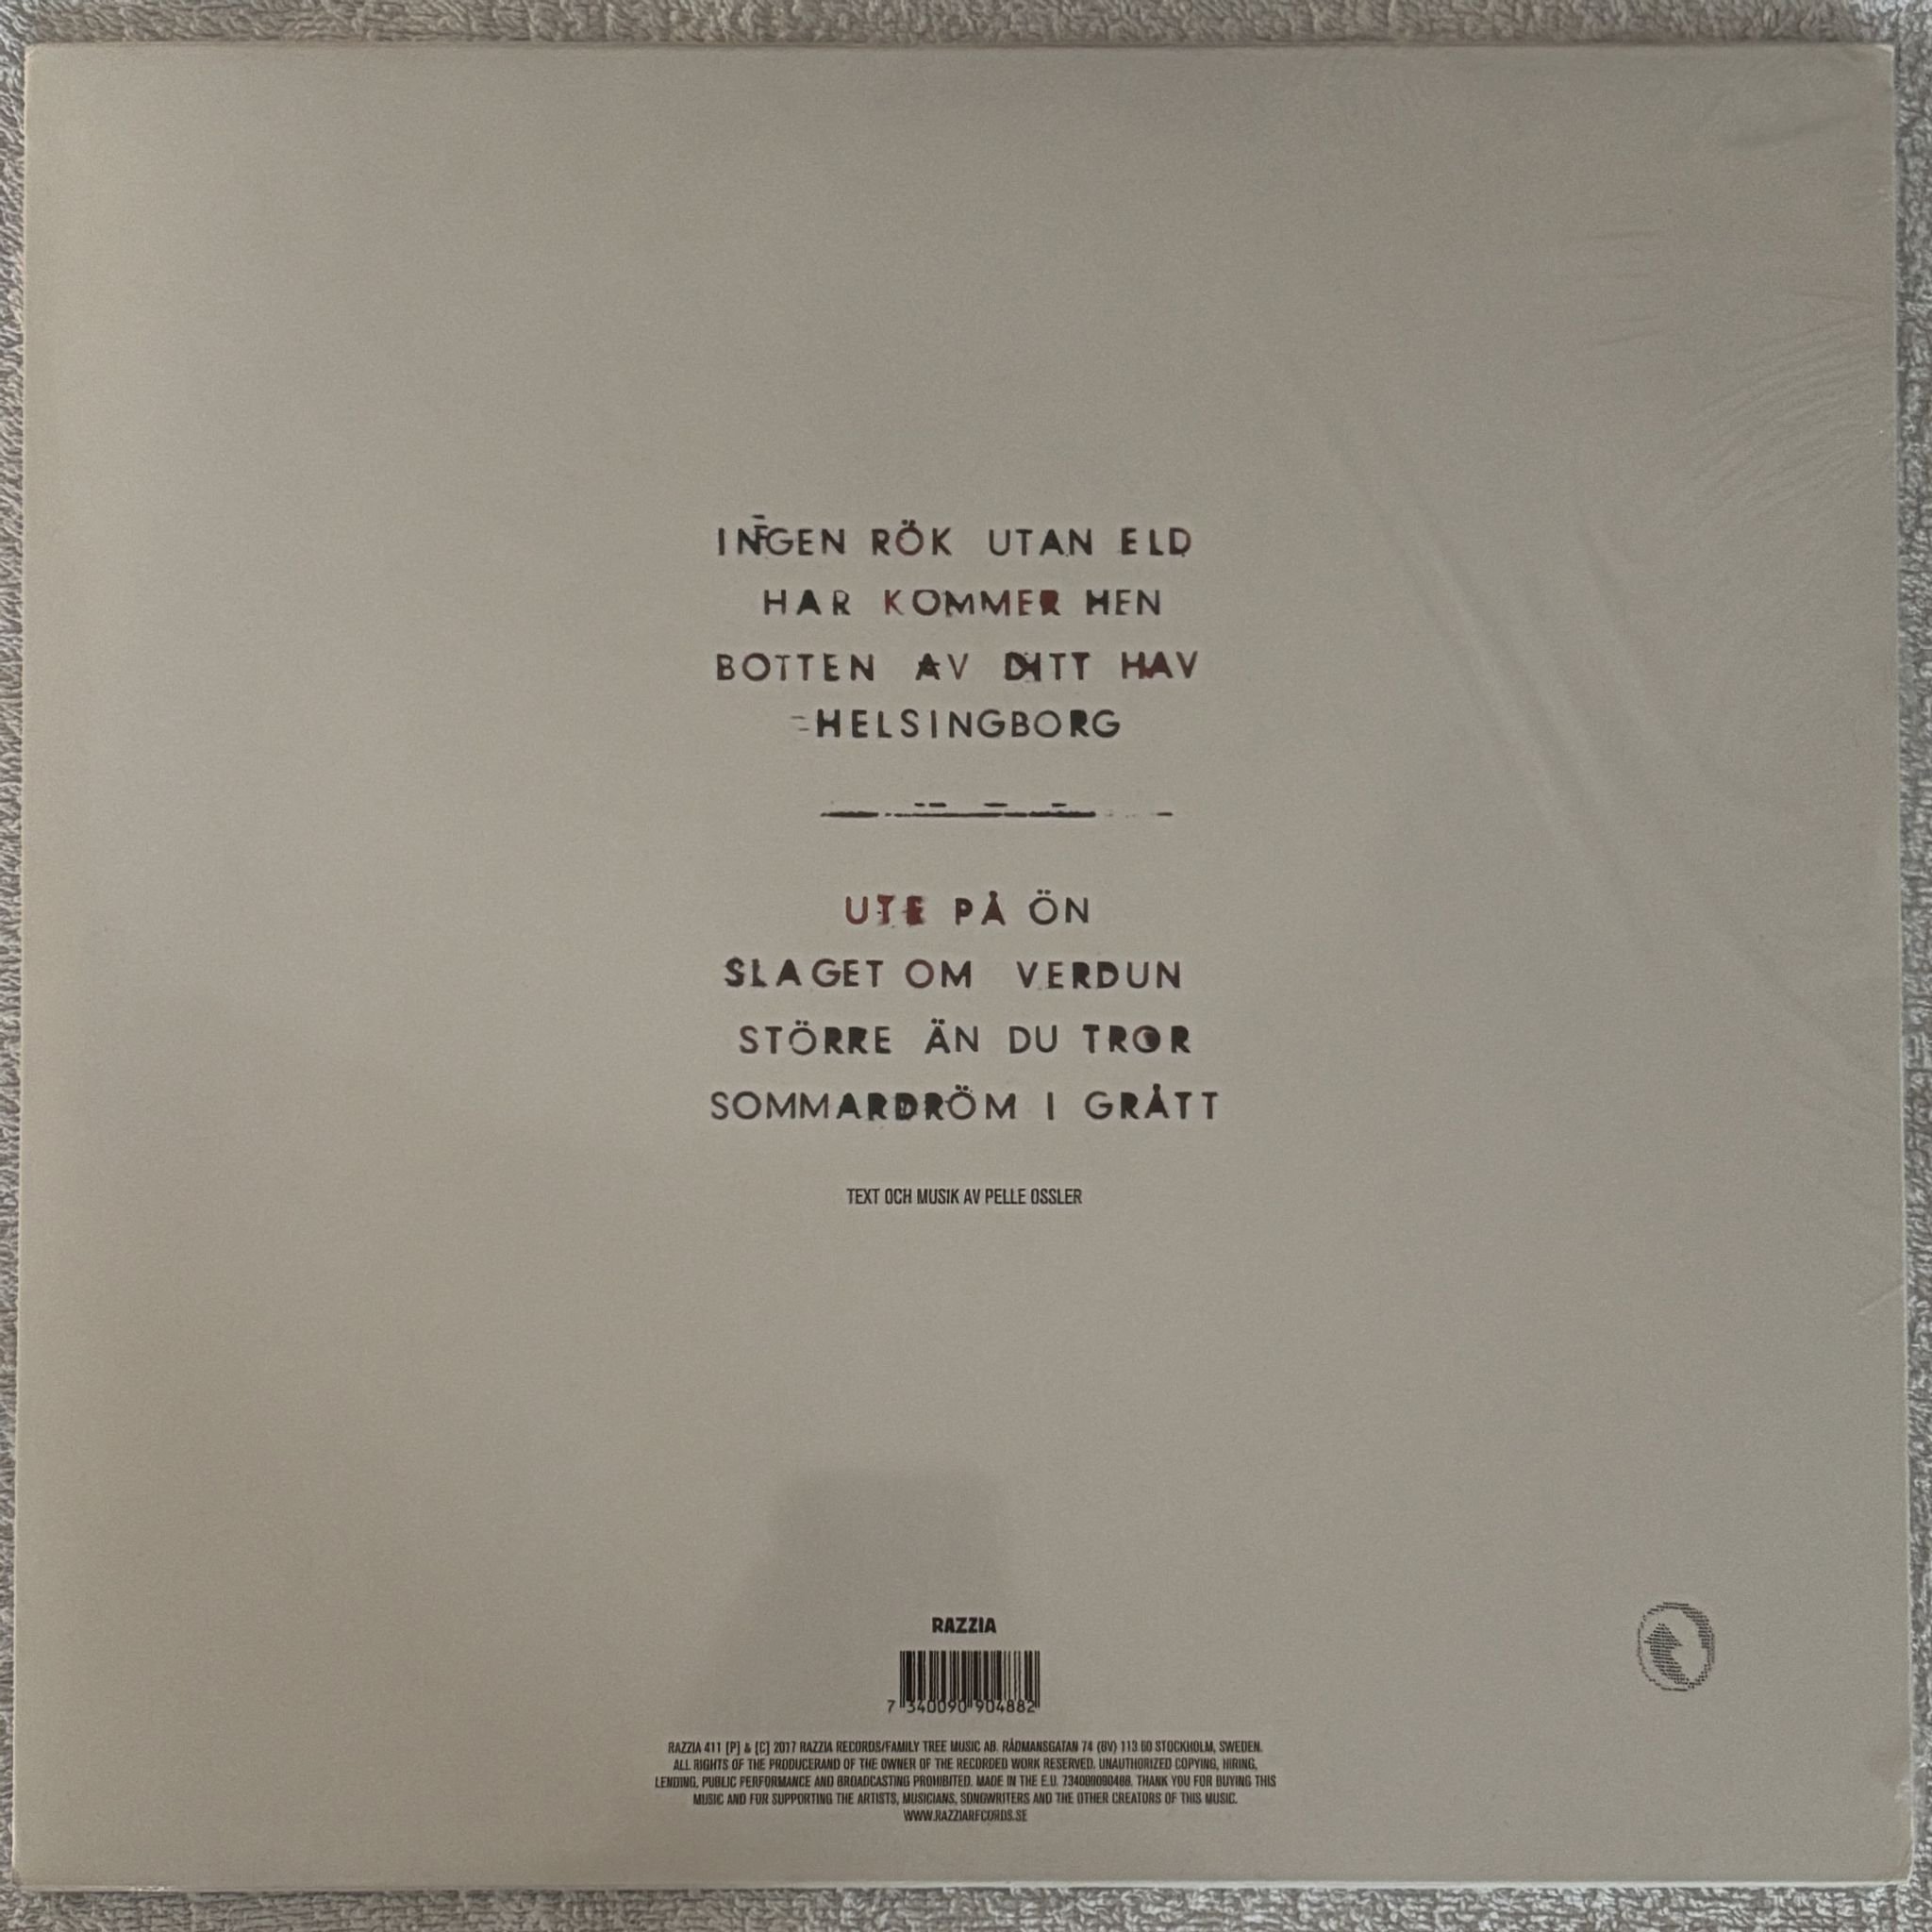 INGEN RÖK UTAN ELD
HAR KOMMER HEN
BOTTEN AV DITT HAV
HELSINGBORG
UTE PÅ ÖN
SLAGET OM VERDUN
STÖRRE ÄN DU TROR
SOMMARDRÖM I GRÅTT
TEXT OCH MUSIK AV PELLE OSSLER
RAZZIA
7 340090 904882
RAZZIA 411 [P] & [C] 2017 RAZZIA RECORDS/FAMILY TREE MUSIC AB. RÅDMANSGATAN 74 (BV) 113 60 STOCKHOLM, SWEDEN.
ALL RIGHTS OF THE PRODUCERAND OF THE OWNER OF THE RECORDED WORK RESERVED. UNAUTHORIZED COPYING, HIRING,
LENDING, PUBLIC PERFORMANCE AND BROADCASTING PROHIBITED. MADE IN THE E.U. THANK YOU FOR BUYING THIS
MUSIC AND FOR SUPPORTING THE ARTISTS, MUSICIANS, SONGWRITERS AND THE OTHER CREATORS OF THIS MUSIC.
WWW.RAZZIARECORDS.SE